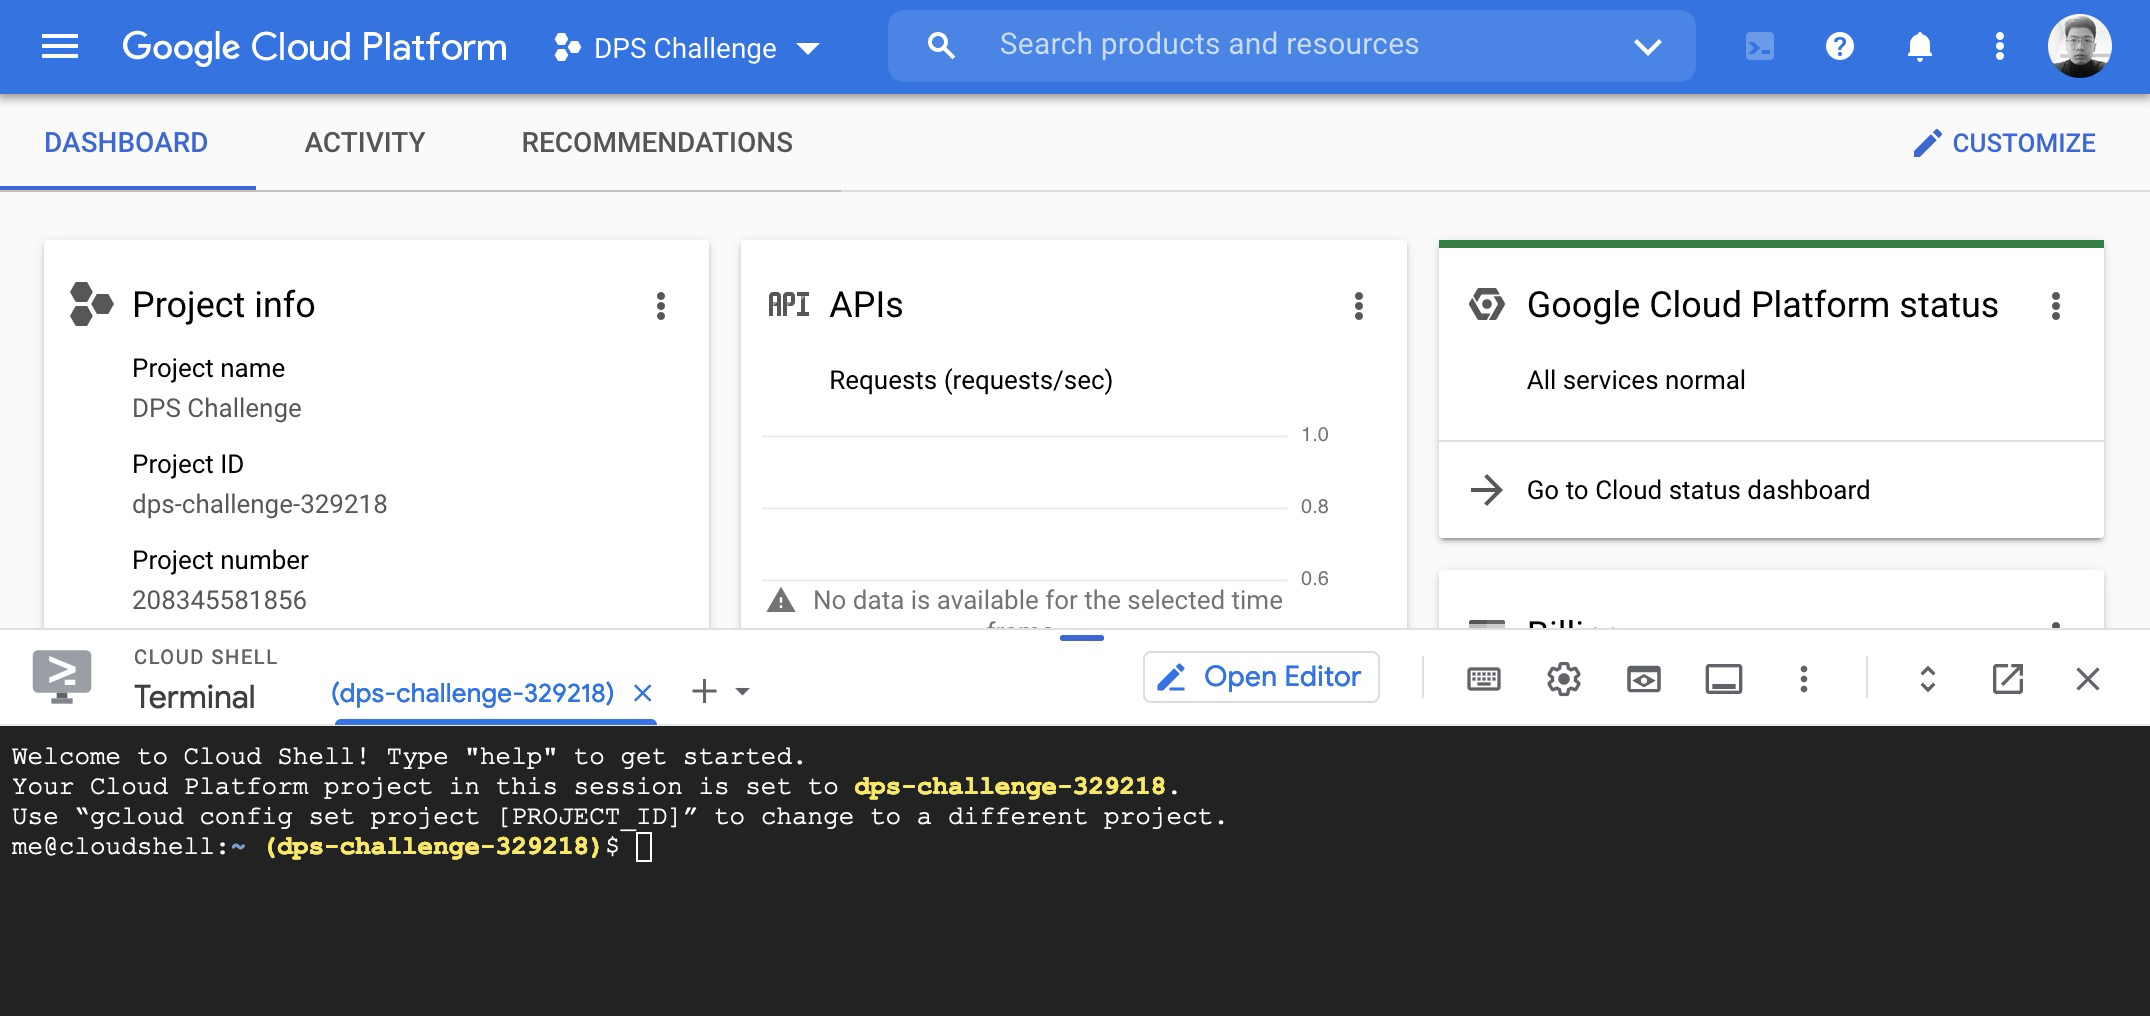 Google Cloud Platform
DPS Challenge
Search products and resources
DASHBOARD
ACTIVITY
RECOMMENDATIONS
CUSTOMIZE
Project info
Project name
DPS Challenge
Project ID
dps-challenge-329218
Project number
208345581856
API
APIs
Requests (requests/sec)
1.0
0.8
0.6
No data is available for the selected time
frame
Google Cloud Platform status
All services normal
Go to Cloud status dashboard
Billing
CLOUD SHELL
Terminal
(dps-challenge-329218)
Open Editor
Welcome to Cloud Shell! Type "help" to get started.
Your Cloud Platform project in this session is set to dps-challenge-329218.
Use “gcloud config set project [PROJECT_ID]” to change to a different project.
me@cloudshell:~ (dps-challenge-329218)$